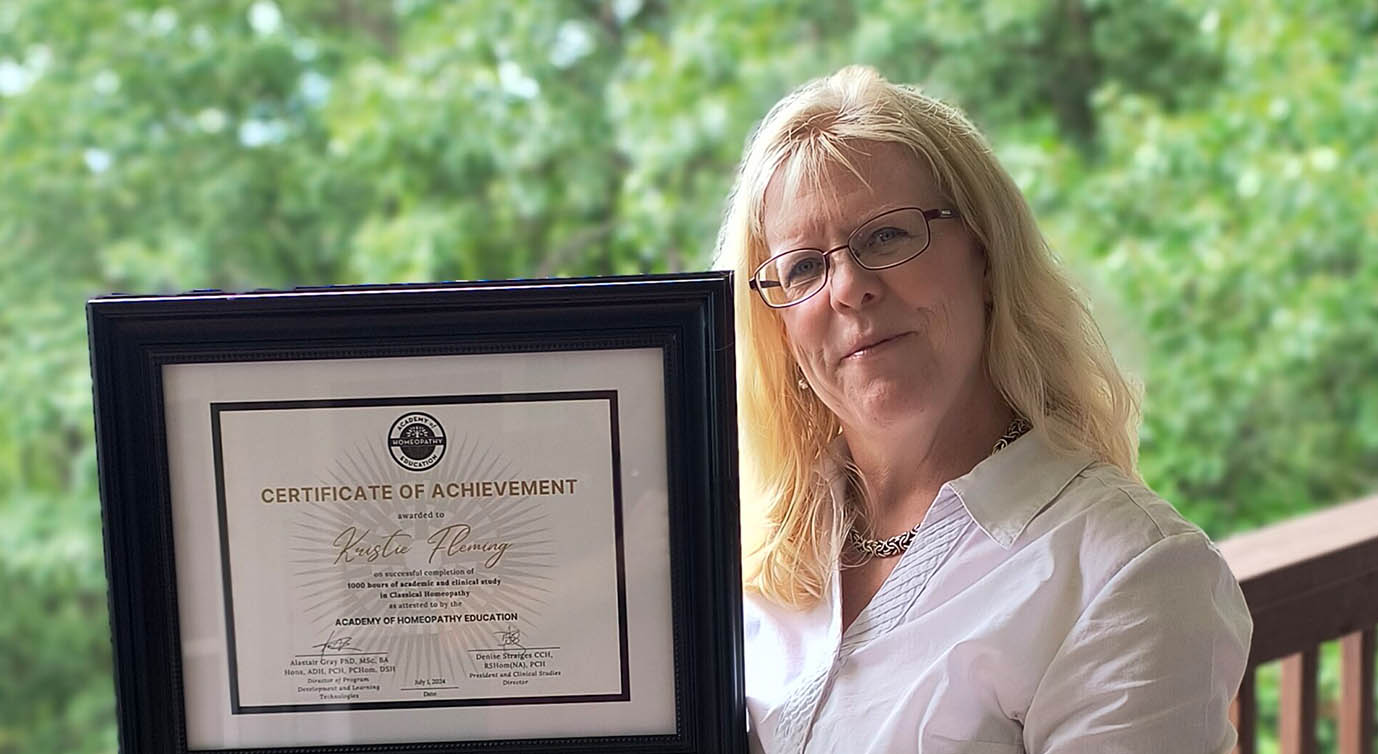 ACADEMY of
HOMEOPATHY
EDUCATION
CERTIFICATE OF ACHIEVEMENT
awarded to
Kristie Fleming
on successful completion of
1000 hours of academic and clinical study
in Classical Homeopathy
as attested to by the
ACADEMY OF HOMEOPATHY EDUCATION
Alastair Gray PhD, MSc, BA
Hons, ADH, PCH, PCHom, DSH
Director of Program
Development and Learning
Technologies
July 1, 2024
Date
Denise Straiges CCH,
RSHom(NA), PCH
President and Clinical Studies
Director